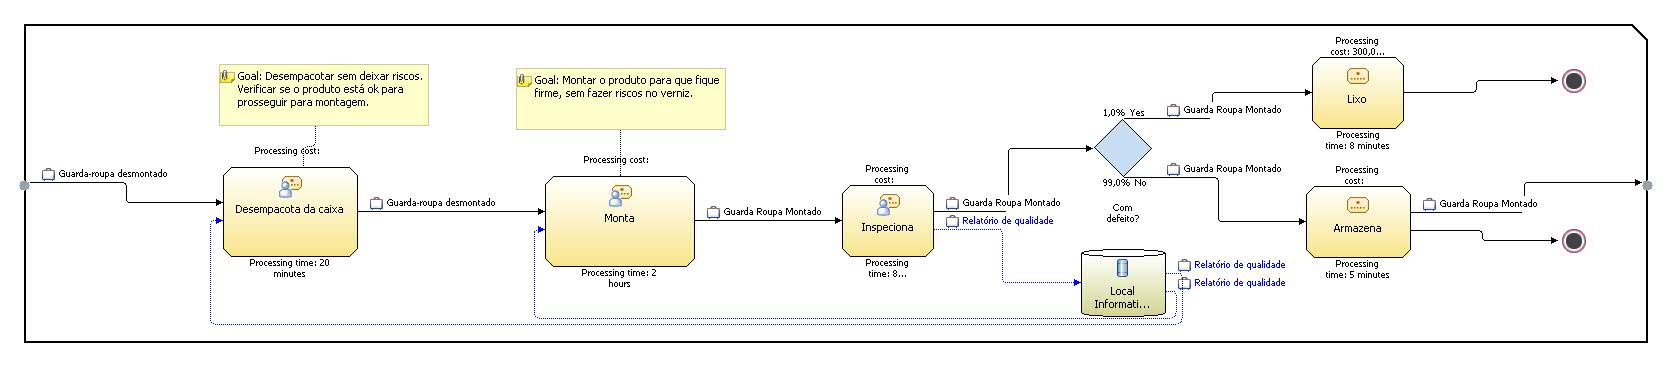 Guarda-roupa desmontado
Goal: Desempacotar sem deixar riscos.
Verificar se o produto está ok para
prosseguir para montagem.
Processing cost:
Desempacota da caixa
Processing time: 20
minutes
Guarda-roupa desmontado
Goal: Montar o produto para que fique
firme, sem fazer riscos no verniz.
Processing cost:
Monta
Processing time: 2
hours
Guarda Roupa Montado
Processing
cost:
Inspeciona
Processing
time: 8...
Guarda Roupa Montado
Relatório de qualidade
Local
Informati...
Relatório de qualidade
Relatório de qualidade
1,0% Yes
99,0% No
Com
defeito?
Guarda Roupa Montado
Processing
cost: 300,0...
Lixo
Processing
time: 8 minutes
Guarda Roupa Montado
Processing
cost:
Armazena
Processing
time: 5 minutes
Guarda Roupa Montado